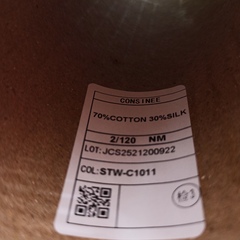 CONSINEE
70%COTTON 30%SILK
2/120 NM
LOT: JCS2521200922
COL: STW-C1011